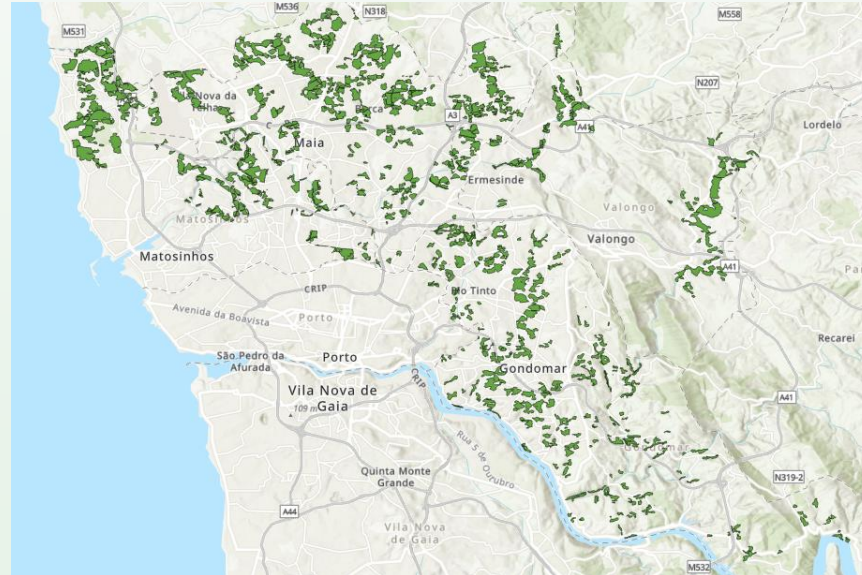 M536
N318
M558
M531
N207
Lordelo
Nova da
Telha
Barca
A3
A41
Maia
Ermesinde
Valongo
Matosinhos
Valongo
Matosinhos
A41
CRIP
Rio Tinto
Avenida da Boavista
Porto
Recarei
São Pedro da
Afurada
Porto
Gondomar
CRIP
Vila Nova de
Gaia
109 m
A41
Rua 5 de Outubro
Gondomar
Quinta Monte
Grande
N319-2
A44
Vila Nova
de Gaia
M532